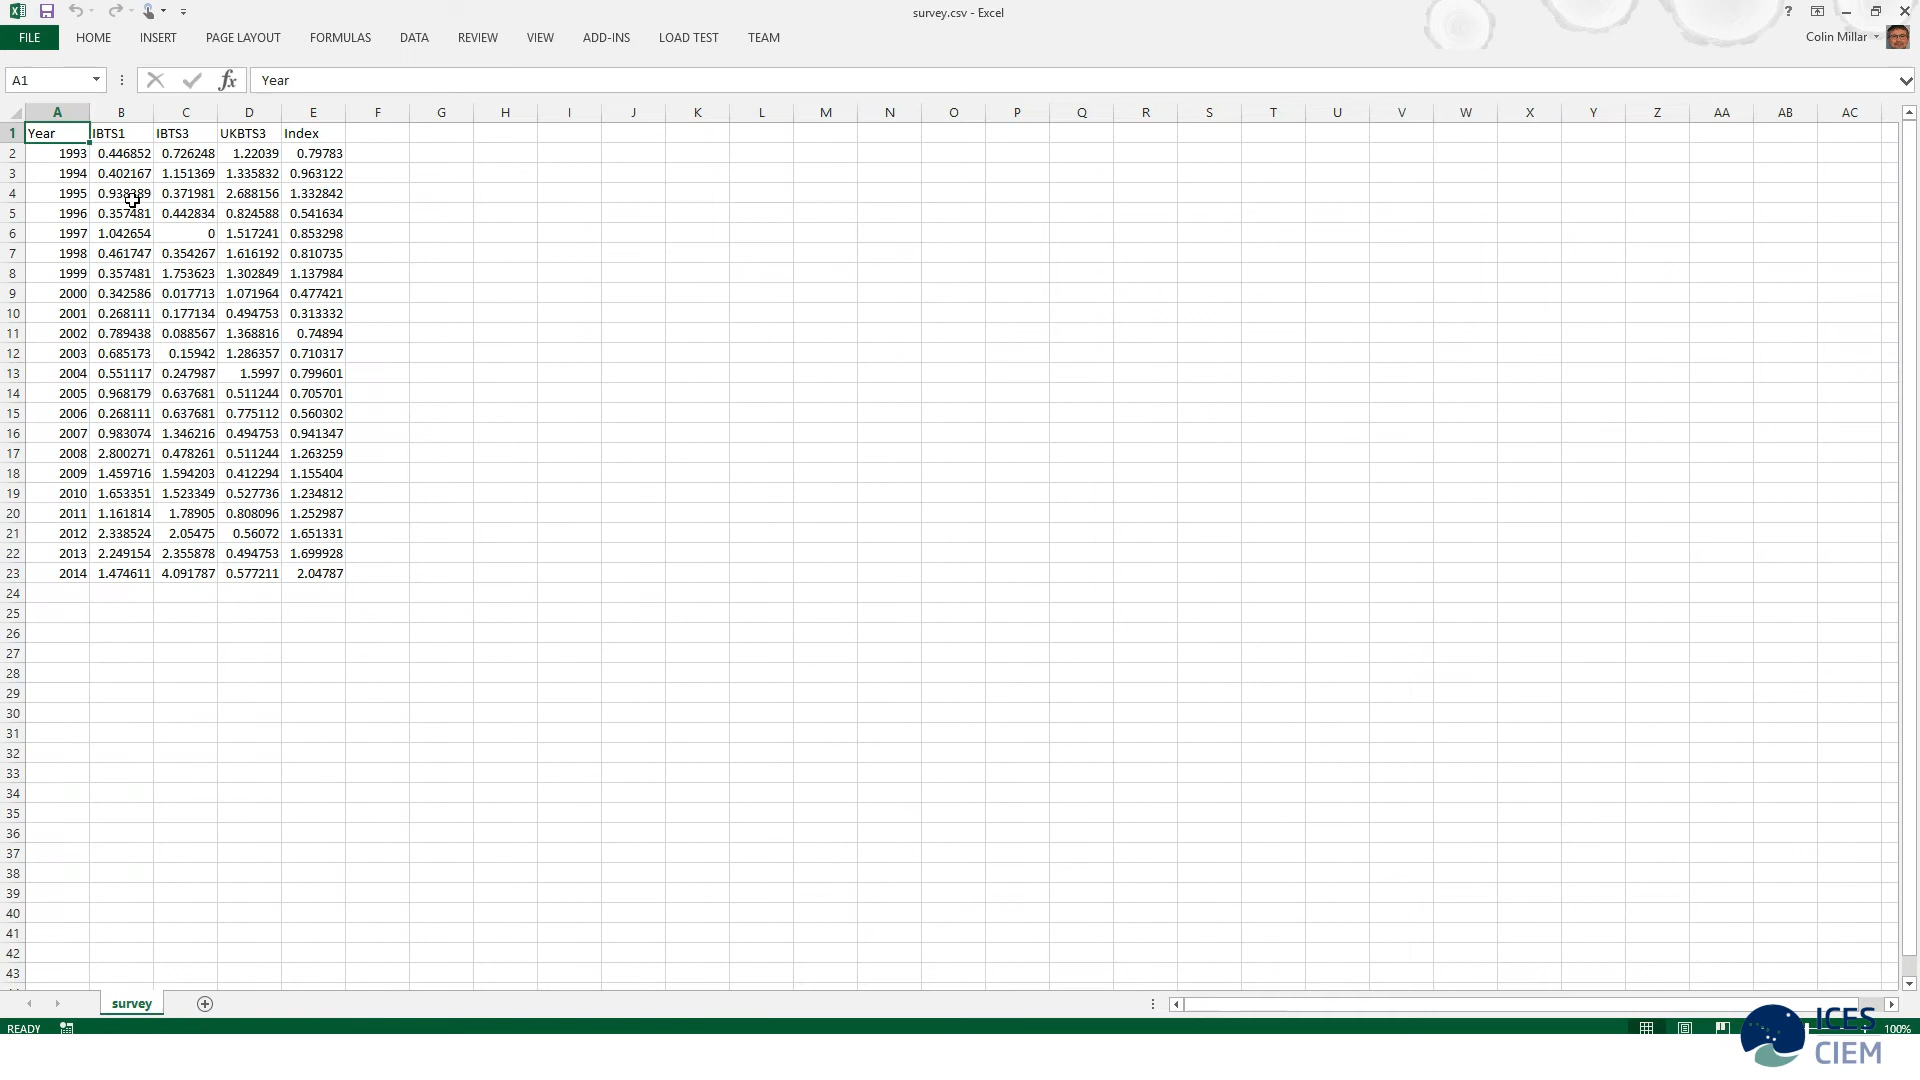 survey.csv - Excel
?
FILE HOME INSERT PAGE LAYOUT FORMULAS DATA REVIEW VIEW ADD-INS LOAD TEST TEAM
Colin Millar
A1 fx Year
A B C D E F G H I J K L M N O P Q R S T U V W X Y Z AA AB AC
1 Year IBTS1 IBTS3 UKBTS3 Index
2 1993 0.446852 0.726248 1.22039 0.79783
3 1994 0.402167 1.151369 1.335832 0.963122
4 1995 0.938389 0.371981 2.688156 1.332842
5 1996 0.357481 0.442834 0.824588 0.541634
6 1997 1.042654 0 1.517241 0.853298
7 1998 0.461747 0.354267 1.616192 0.810735
8 1999 0.357481 1.753623 1.302849 1.137984
9 2000 0.342586 0.017713 1.071964 0.477421
10 2001 0.268111 0.177134 0.494753 0.313332
11 2002 0.789438 0.088567 1.368816 0.74894
12 2003 0.685173 0.15942 1.286357 0.710317
13 2004 0.551117 0.247987 1.5997 0.799601
14 2005 0.968179 0.637681 0.511244 0.705701
15 2006 0.268111 0.637681 0.775112 0.560302
16 2007 0.983074 1.346216 0.494753 0.941347
17 2008 2.800271 0.478261 0.511244 1.263259
18 2009 1.459716 1.594203 0.412294 1.155404
19 2010 1.653351 1.523349 0.527736 1.234812
20 2011 1.161814 1.78905 0.808096 1.252987
21 2012 2.338524 2.05475 0.56072 1.651331
22 2013 2.249154 2.355878 0.494753 1.699928
23 2014 1.474611 4.091787 0.577211 2.04787
24
25
26
27
28
29
30
31
32
33
34
35
36
37
38
39
40
41
42
43
survey
READY 100%
ICES
CIEM